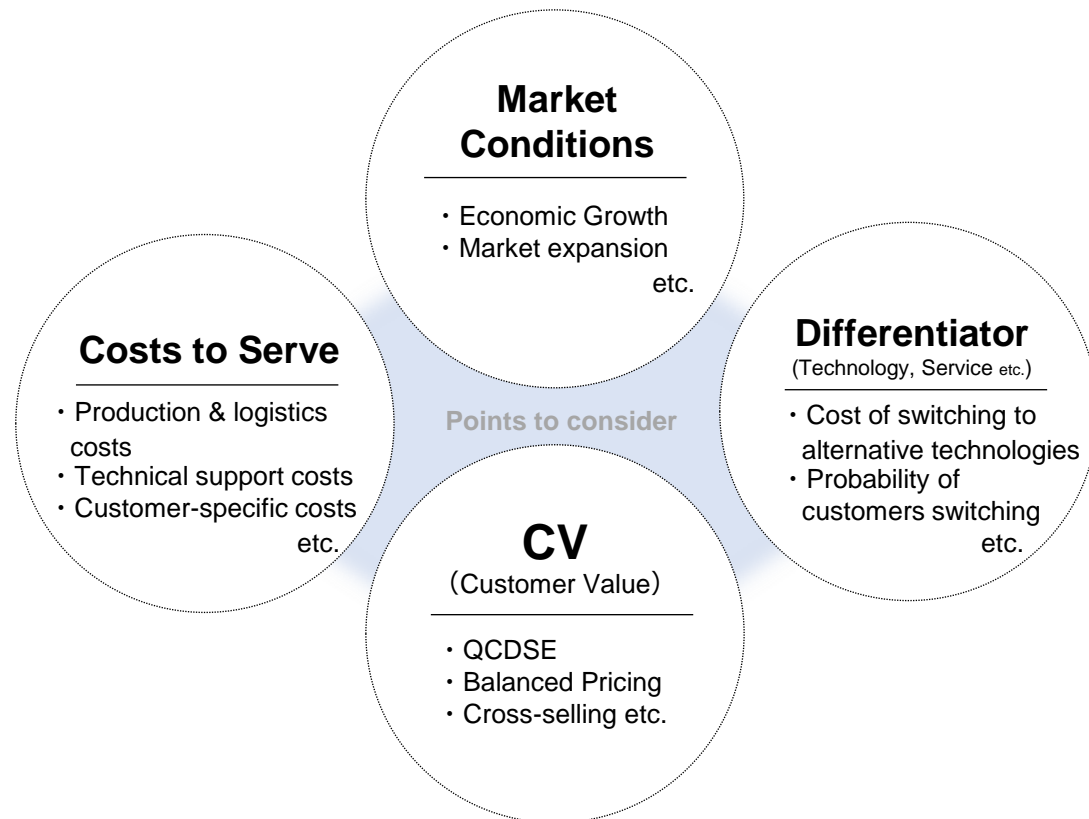 Market
Conditions
・Economic Growth
・Market expansion
etc.
Costs to Serve
・Production & logistics
costs
・Technical support costs
・Customer-specific costs
etc.
Points to consider
Differentiator
(Technology, Service etc.)
・Cost of switching to
alternative technologies
・Probability of
customers switching
etc.
CV
（Customer Value）
・QCDSE
・Balanced Pricing
・Cross-selling etc.